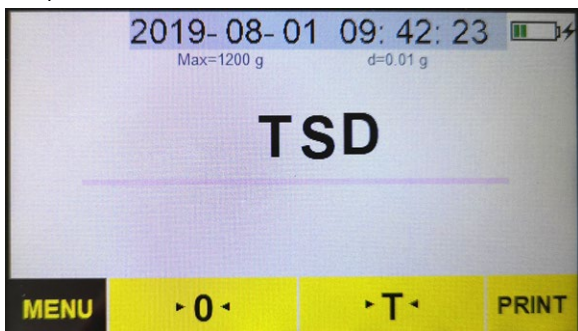 2019-08-01 09:42:23
Max=1200 g d=0.01 g
TSD
MENU ►0◄ ►T◄ PRINT